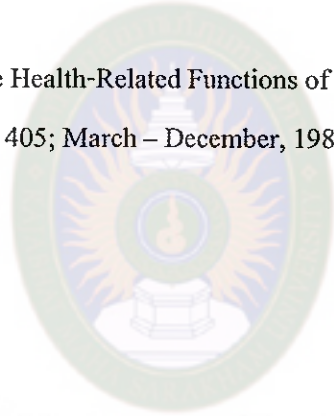 e Health-Related Functions of
405; March – December, 198